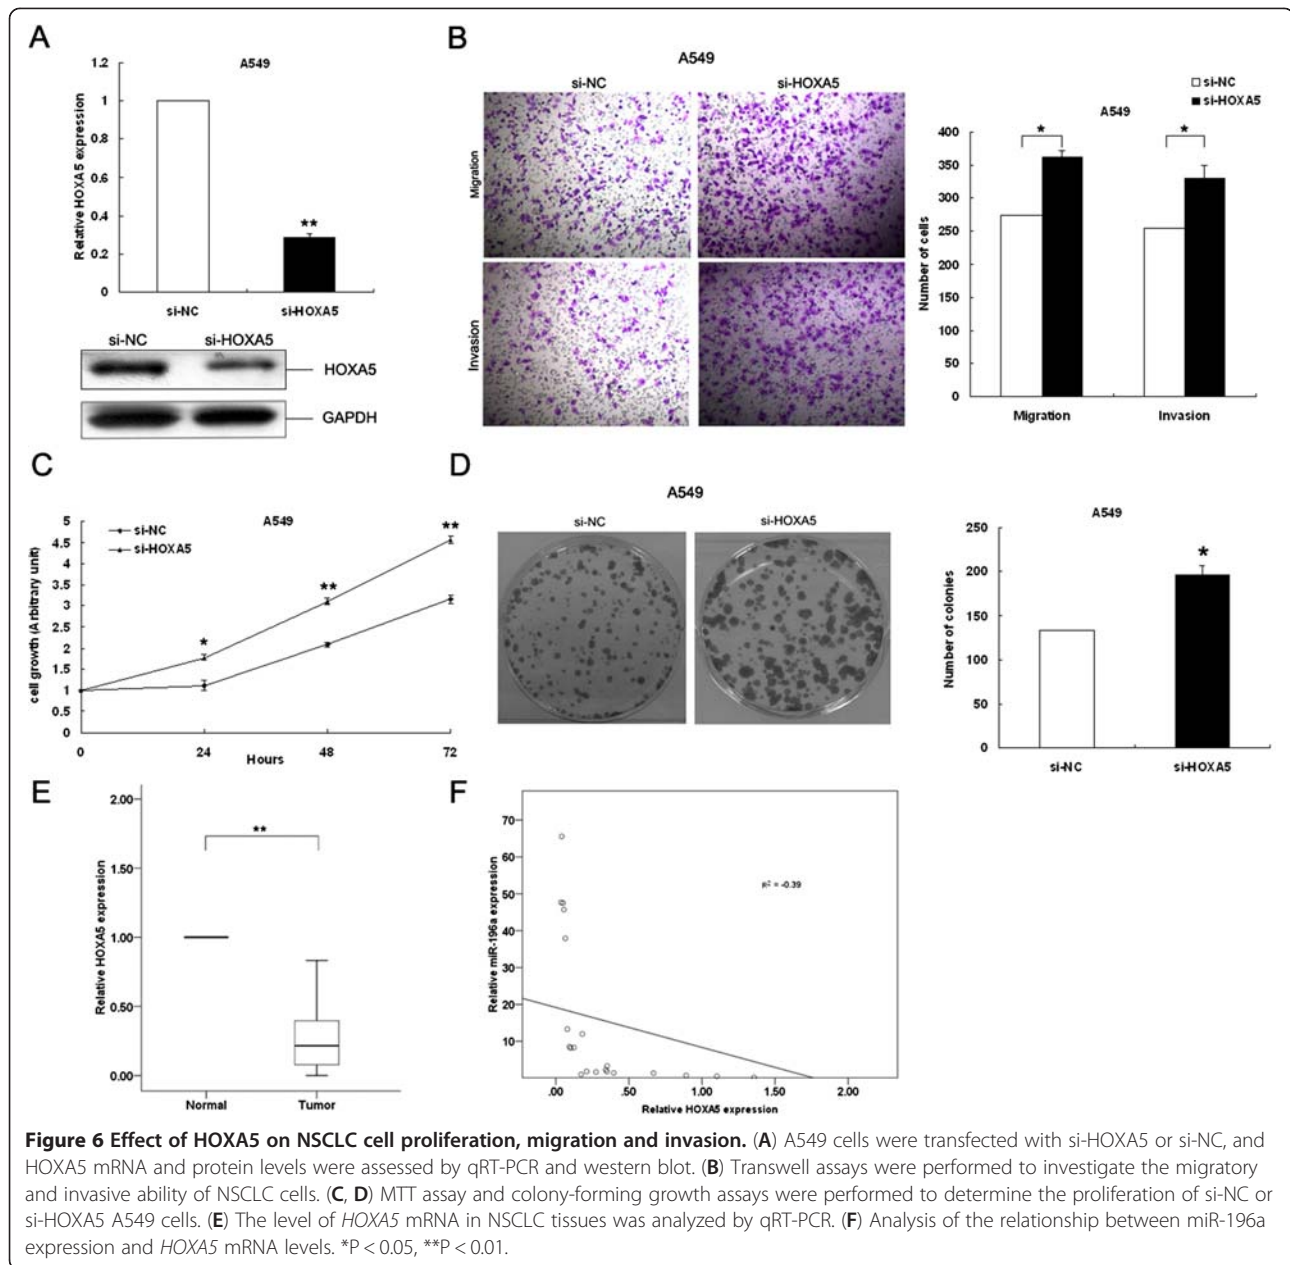 A
A549
Relative HOXA5 expression
1.2
1
0.8
0.6
0.4
0.2
0
**
si-NC
si-HOXA5
si-NC
si-HOXA5
HOXA5
GAPDH
B
A549
si-NC
si-HOXA5
Migration
Invasion
si-NC
si-HOXA5
A549
Number of cells
400
350
300
250
200
150
100
50
0
*
*
Migration
Invasion
C
A549
si-NC
si-HOXA5
cell growth (Arbitrary unit)
5
4.5
4
3.5
3
2.5
2
1.5
1
0.5
0
*
**
**
0
24
48
72
Hours
D
A549
si-NC
si-HOXA5
A549
Number of colonies
250
200
150
100
50
0
*
si-NC
si-HOXA5
E
Relative HOXA5 expression
2.00
1.50
1.00
0.50
0.00
**
Normal
Tumor
F
Relative miR-196a expression
70
60
50
40
30
20
10
R² = -0.39
.00
.50
1.00
1.50
2.00
Relative HOXA5 expression
Figure 6 Effect of HOXA5 on NSCLC cell proliferation, migration and invasion. (A) A549 cells were transfected with si-HOXA5 or si-NC, and
HOXA5 mRNA and protein levels were assessed by qRT-PCR and western blot. (B) Transwell assays were performed to investigate the migratory
and invasive ability of NSCLC cells. (C, D) MTT assay and colony-forming growth assays were performed to determine the proliferation of si-NC or
si-HOXA5 A549 cells. (E) The level of HOXA5 mRNA in NSCLC tissues was analyzed by qRT-PCR. (F) Analysis of the relationship between miR-196a
expression and HOXA5 mRNA levels. *P < 0.05, **P < 0.01.